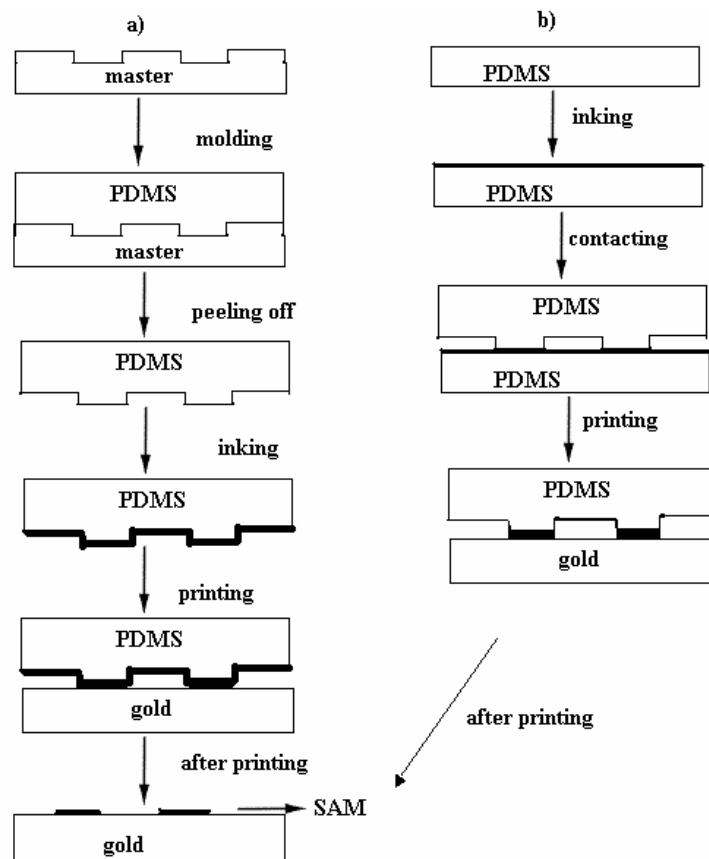 a)
master
molding
PDMS
master
peeling off
PDMS
inking
PDMS
printing
PDMS
gold
after printing
SAM
gold
b)
PDMS
inking
PDMS
contacting
PDMS
PDMS
printing
PDMS
gold
after printing